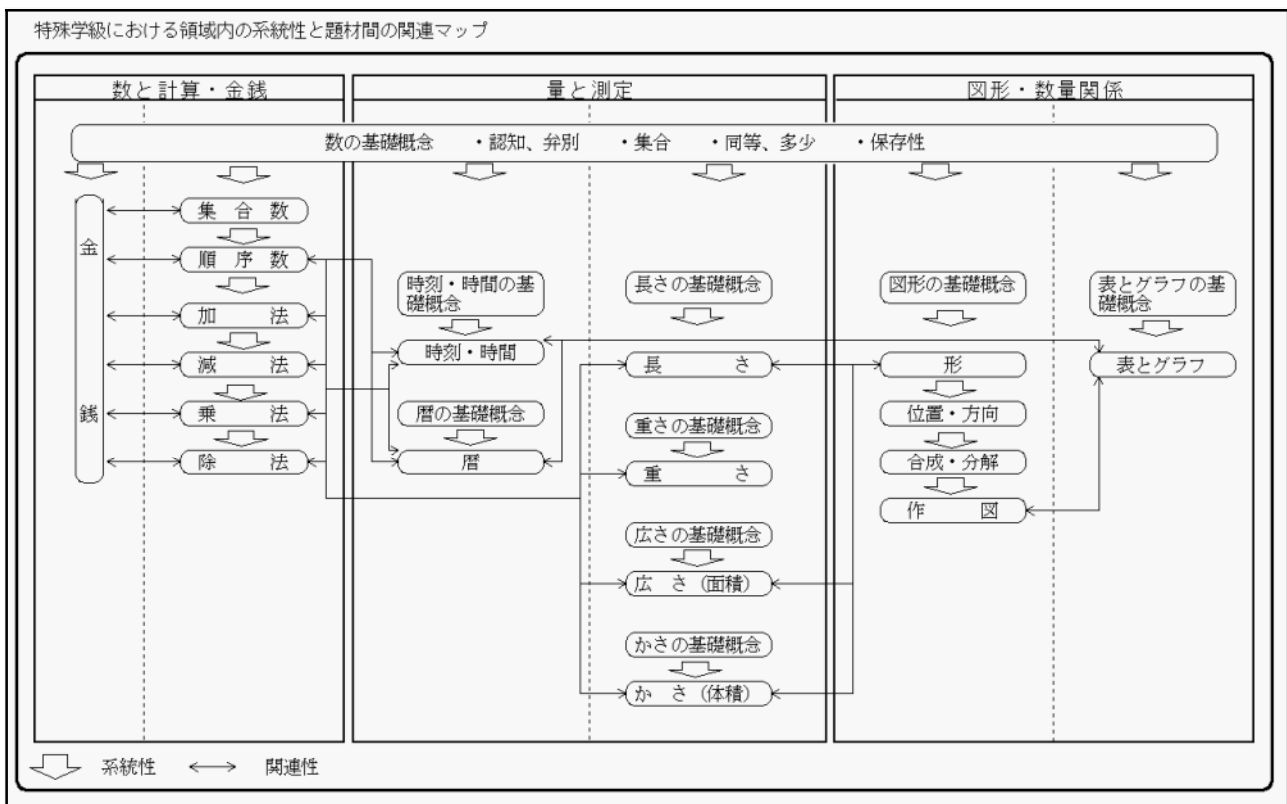 特殊学級における領域内の系統性と題材間の関連マップ
数と計算・金銭
量と測定
図形・数量関係
数の基礎概念 ・認知、弁別 ・集合 ・同等、多少 ・保存性
金銭
集合数
順序数
加法
減法
乗法
除法
時刻・時間の基
礎概念
時刻・時間
暦の基礎概念
暦
長さの基礎概念
長さ
重さの基礎概念
重さ
広さの基礎概念
広さ（面積）
かさの基礎概念
かさ（体積）
図形の基礎概念
形
位置・方向
合成・分解
作図
表とグラフの基
礎概念
表とグラフ
系統性
関連性